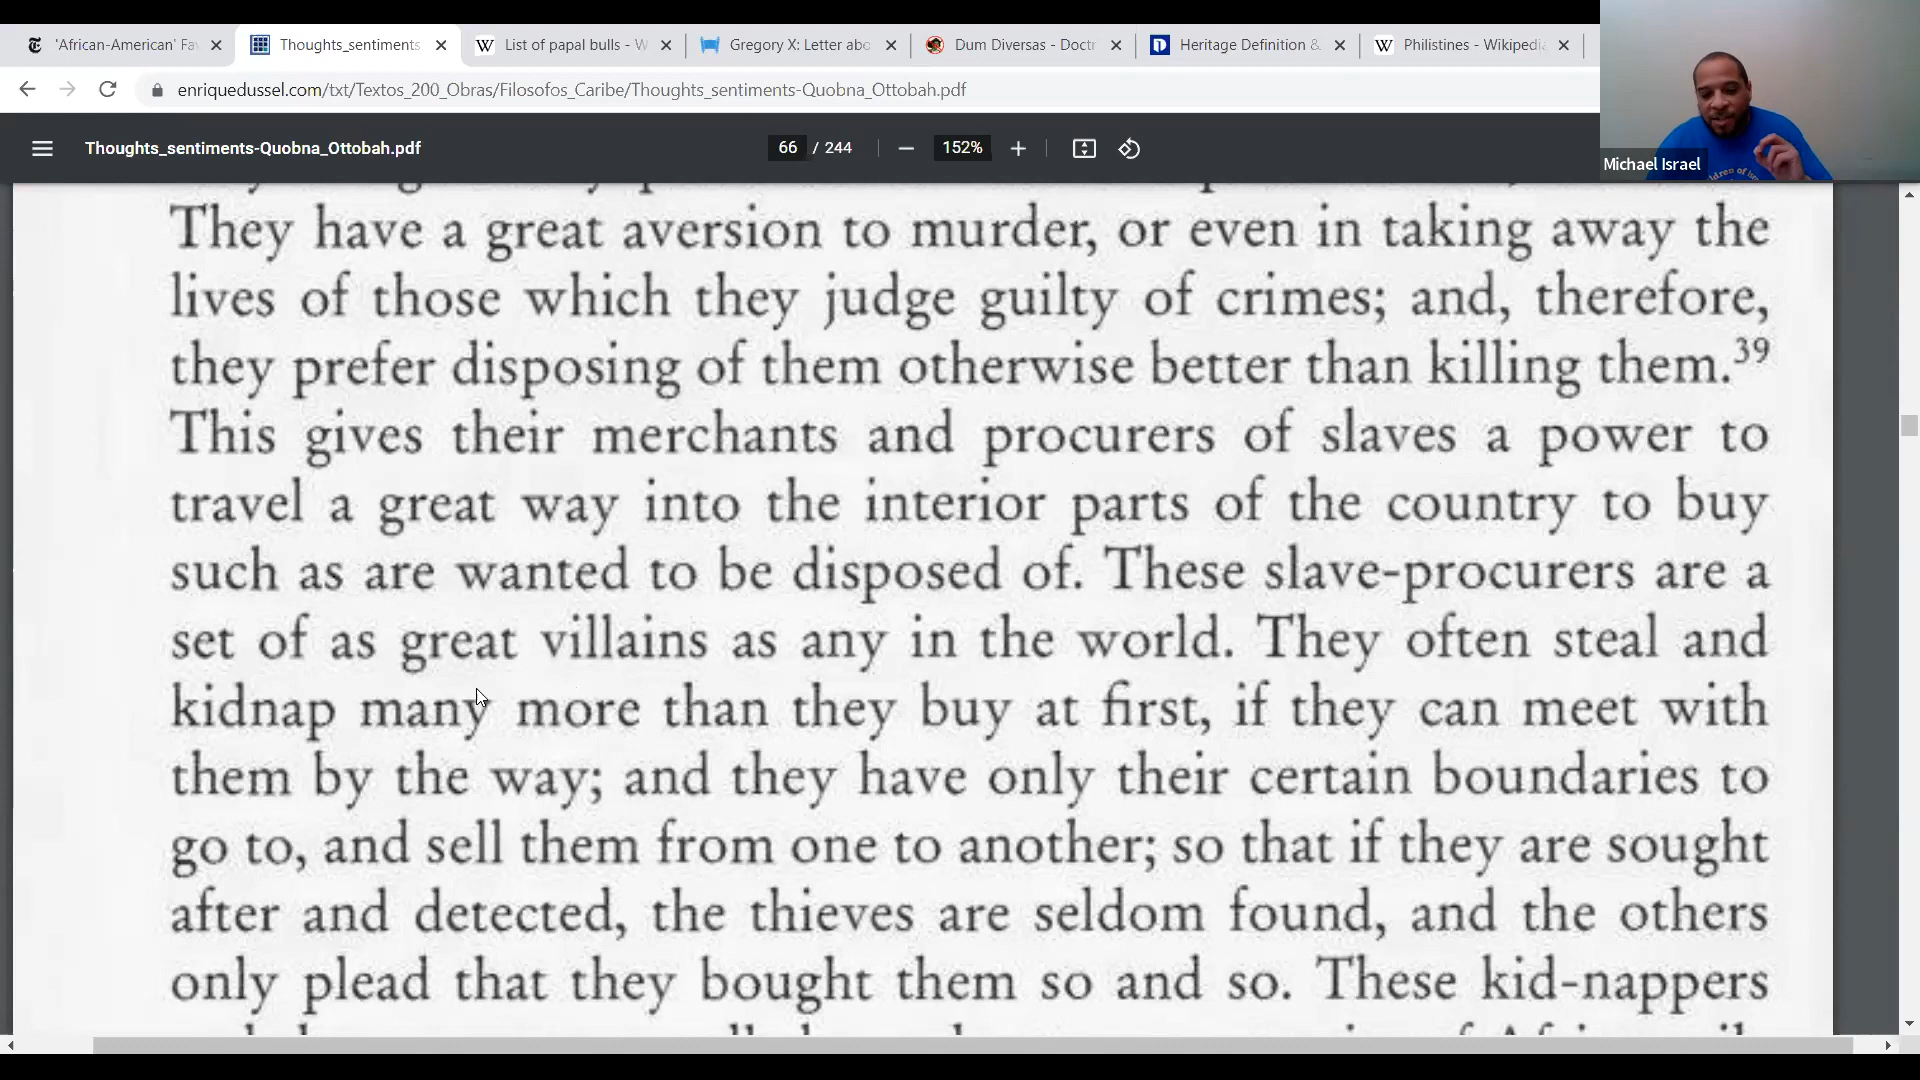 'African-American' Fa
Thoughts_sentiments
List of papal bulls - W
Gregory X: Letter abo
Dum Diversas - Doctr
Heritage Definition &
Philistines - Wikipedi
enriquedussel.com/txt/Textos_200_Obras/Filosofos_Caribe/Thoughts_sentiments-Quobna_Ottobah.pdf
Thoughts_sentiments-Quobna_Ottobah.pdf
66 / 244
152%
Michael Israel
They have a great aversion to murder, or even in taking away the
lives of those which they judge guilty of crimes; and, therefore,
they prefer disposing of them otherwise better than killing them.39
This gives their merchants and procurers of slaves a power to
travel a great way into the interior parts of the country to buy
such as are wanted to be disposed of. These slave-procurers are a
set of as great villains as any in the world. They often steal and
kidnap many more than they buy at first, if they can meet with
them by the way; and they have only their certain boundaries to
go to, and sell them from one to another; so that if they are sought
after and detected, the thieves are seldom found, and the others
only plead that they bought them so and so. These kid-nappers